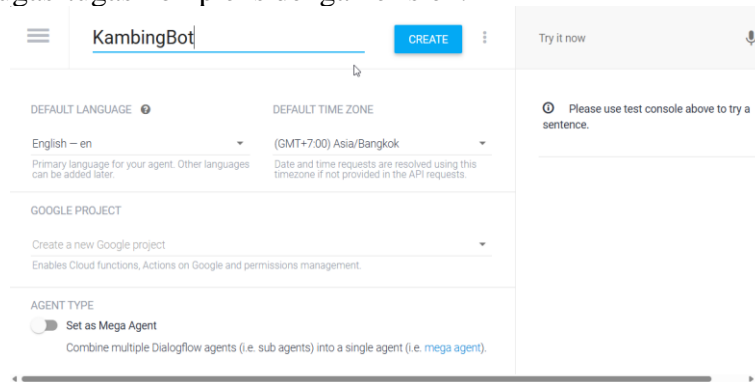 KambingBot
CREATE
Try it now
DEFAULT LANGUAGE
DEFAULT TIME ZONE
Please use test console above to try a
sentence.
English – en
(GMT+7:00) Asia/Bangkok
Primary language for your agent. Other languages
can be added later.
Date and time requests are resolved using this
timezone if not provided in the API requests.
GOOGLE PROJECT
Create a new Google project
Enables Cloud functions, Actions on Google and permissions management.
AGENT TYPE
Set as Mega Agent
Combine multiple Dialogflow agents (i.e. sub agents) into a single agent (i.e. mega agent).